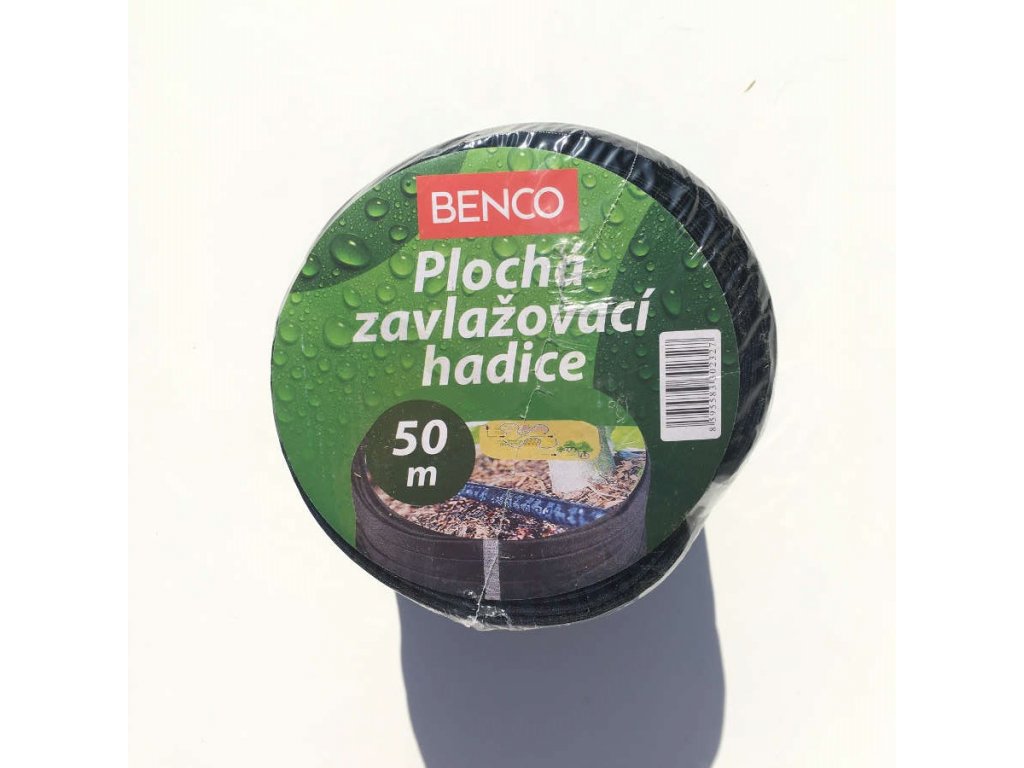 BENCO
Plochá
zavlažovací
hadice
50
m